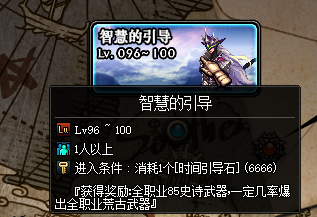 智慧的引导
Lv.096~100
智慧的引导
Lv Lv96 ~ 100
1人以上
进入条件：消耗1个[时间引导石] (6666)
『获得奖励:全职业85史诗武器,一定几率爆
出全职业荒古武器』